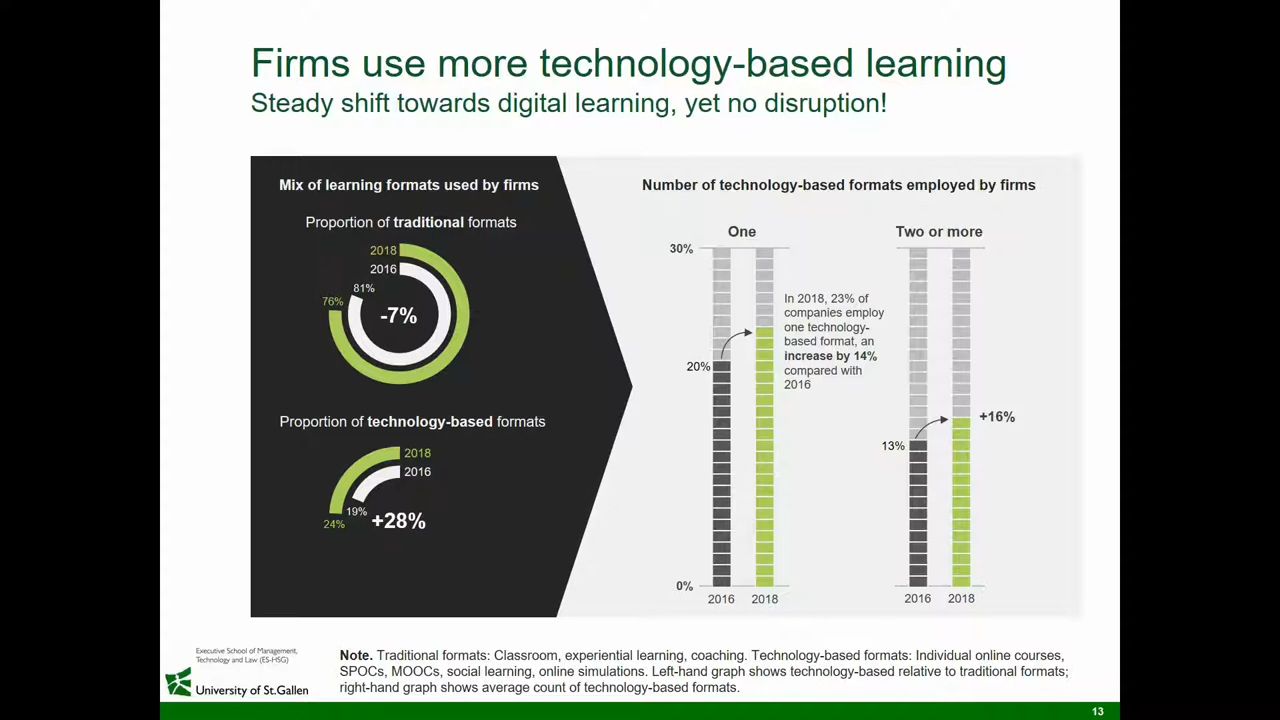 Firms use more technology-based learning
Steady shift towards digital learning, yet no disruption!
Mix of learning formats used by firms
Proportion of traditional formats
2018
2016
81%
76%
-7%
Proportion of technology-based formats
2018
2016
19%
24%
+28%
Number of technology-based formats employed by firms
One
Two or more
30%
In 2018, 23% of
companies employ
one technology-
based format, an
increase by 14%
compared with
2016
20%
+16%
13%
0%
2016
2018
2016
2018
Executive School of Management,
Technology and Law (ES-HSG)
University of St.Gallen
Note. Traditional formats: Classroom, experiential learning, coaching. Technology-based formats: Individual online courses,
SPOCs, MOOCs, social learning, online simulations. Left-hand graph shows technology-based relative to traditional formats;
right-hand graph shows average count of technology-based formats.
13